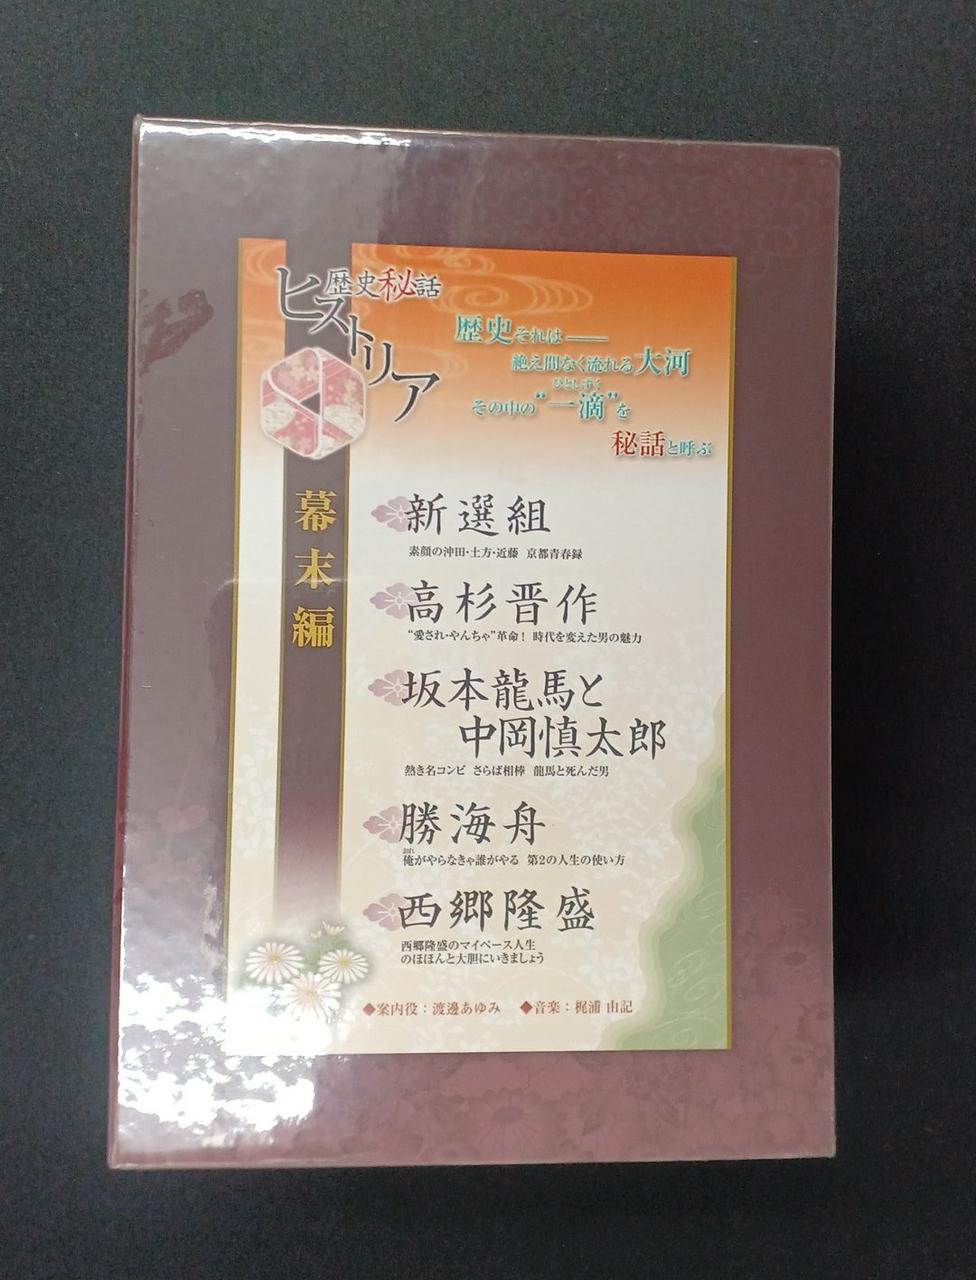 歴史秘話
ヒストリア
歴史それは――
絶え間なく流れる大河
ひとしずく
その中の“一滴”を
秘話と呼ぶ
幕末編
新選組
素顔の沖田・土方・近藤 京都青春録
高杉晋作
“愛され・やんちゃ”革命! 時代を変えた男の魅力
坂本龍馬と
中岡慎太郎
熱き名コンビ さらば相棒 龍馬と死んだ男
勝海舟
おれ
俺がやらなきゃ誰がやる 第2の人生の使い方
西郷隆盛
西郷隆盛のマイペース人生
のほほんと大胆にいきましょう
◆案内役:渡邊あゆみ ◆音楽:梶浦 由記